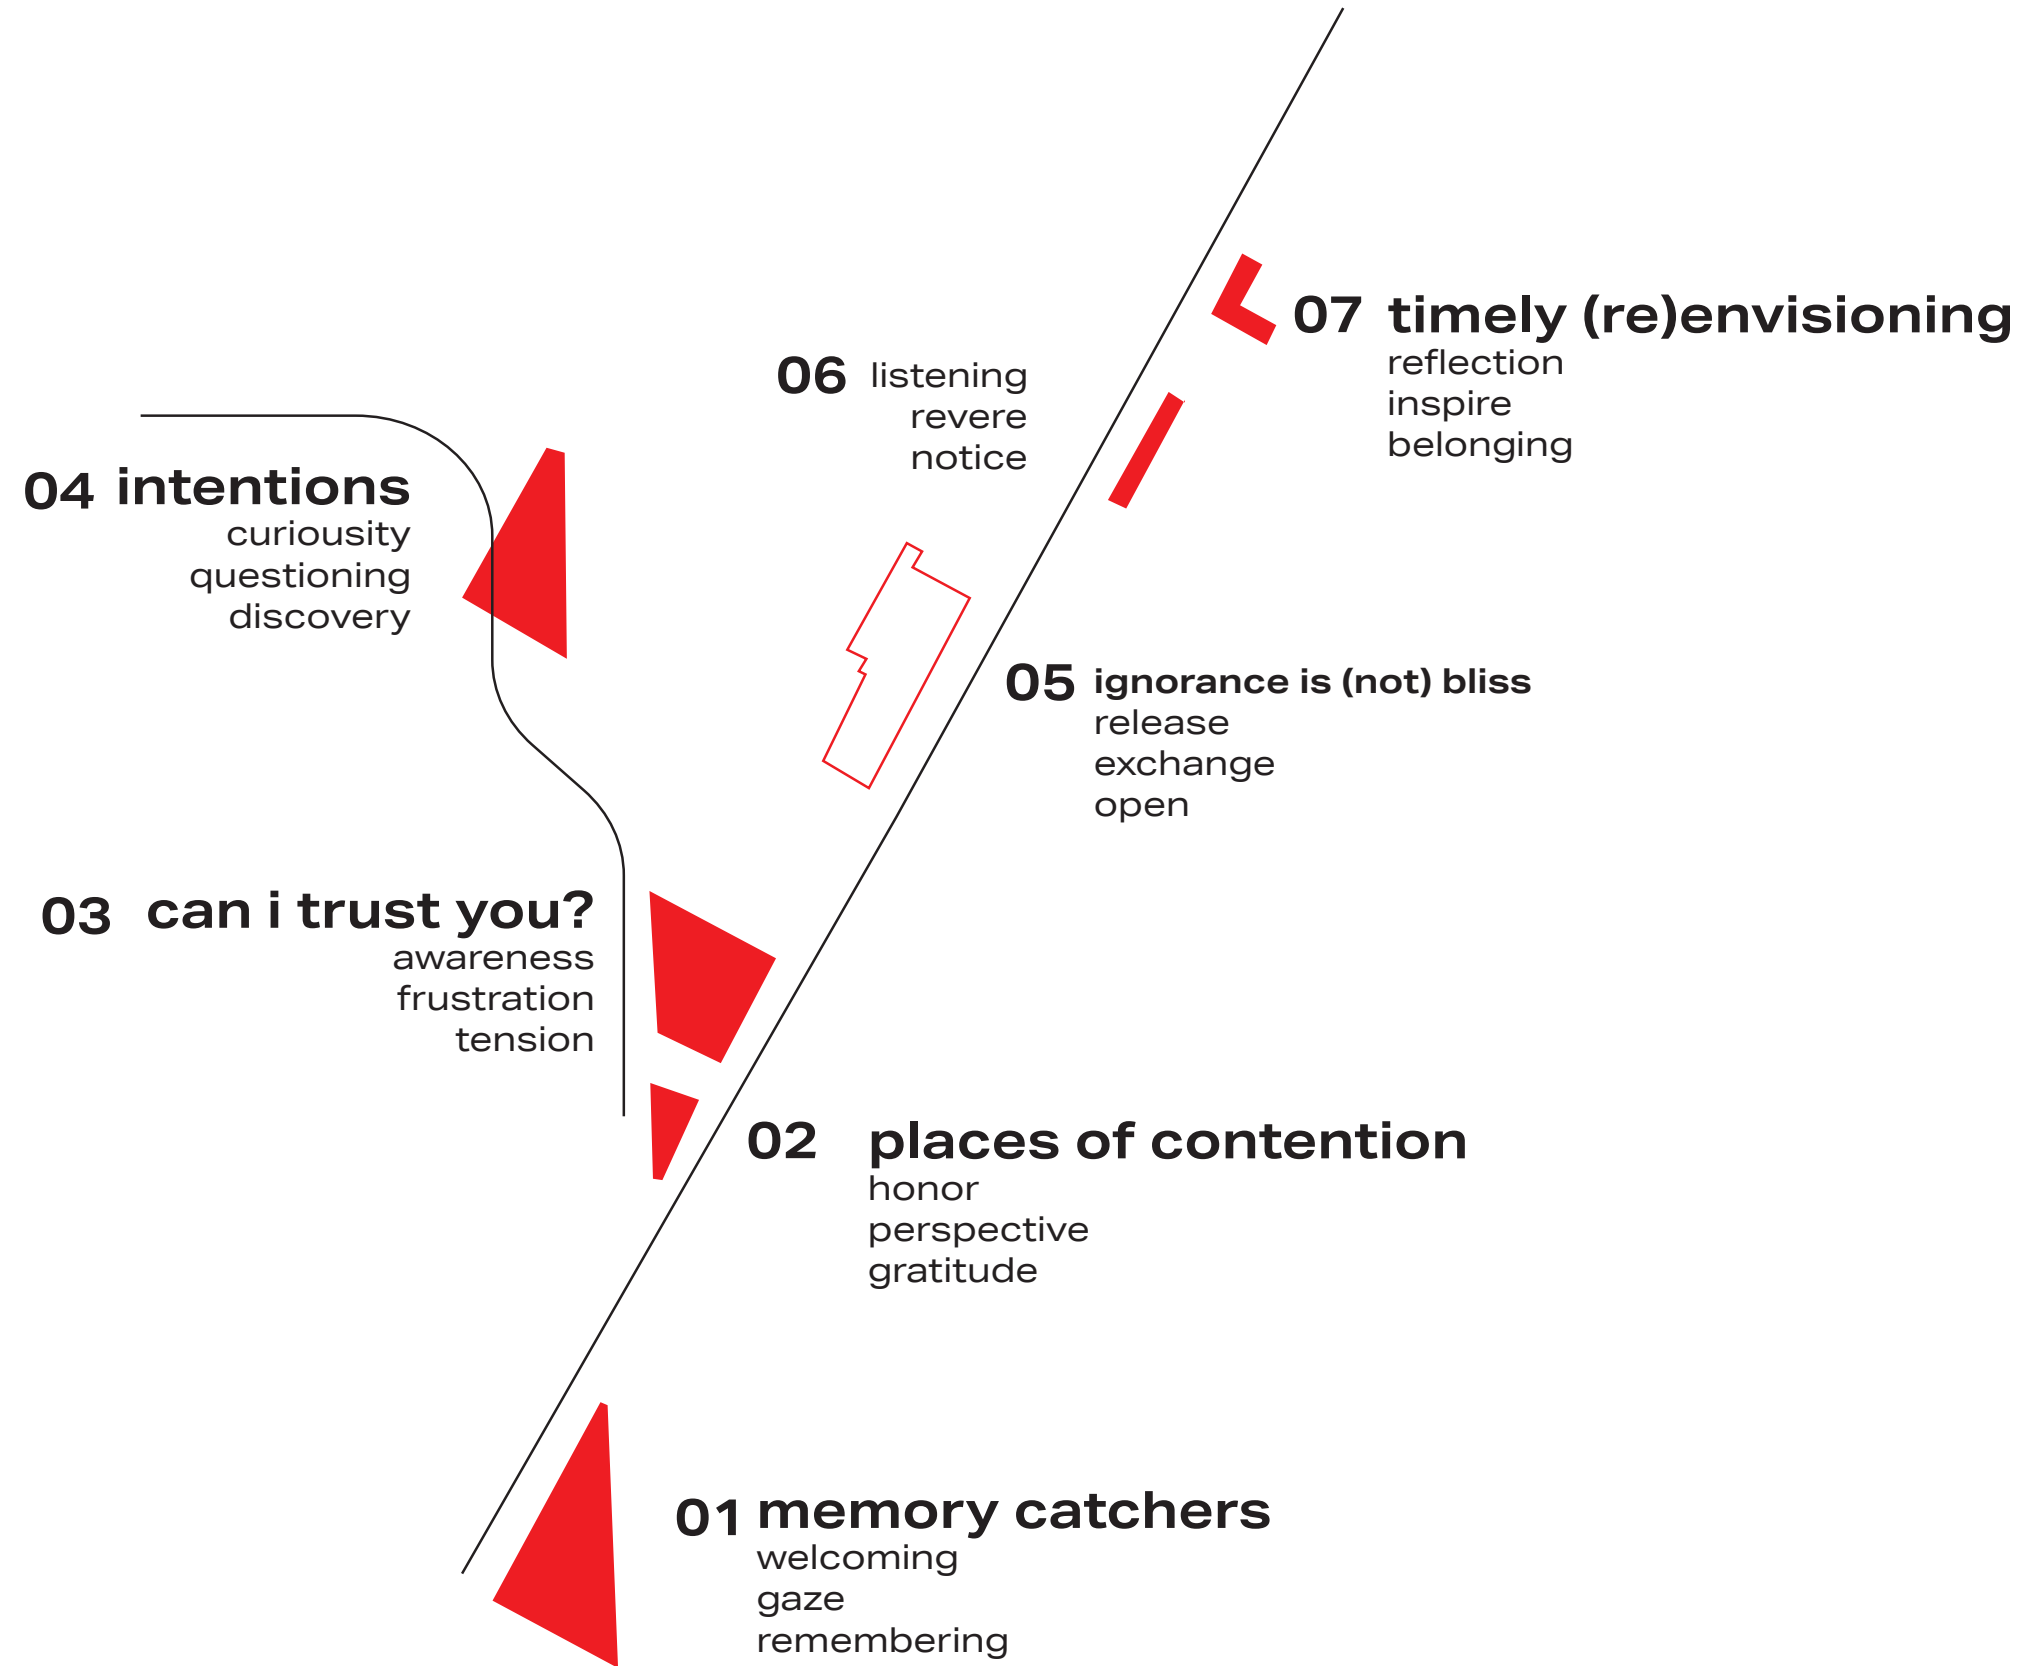 07 timely (re)envisioning
reflection
inspire
belonging
06 listening
revere
notice
04 intentions
curiousity
questioning
discovery
05 ignorance is (not) bliss
release
exchange
open
03 can i trust you?
awareness
frustration
tension
02 places of contention
honor
perspective
gratitude
01 memory catchers
welcoming
gaze
remembering